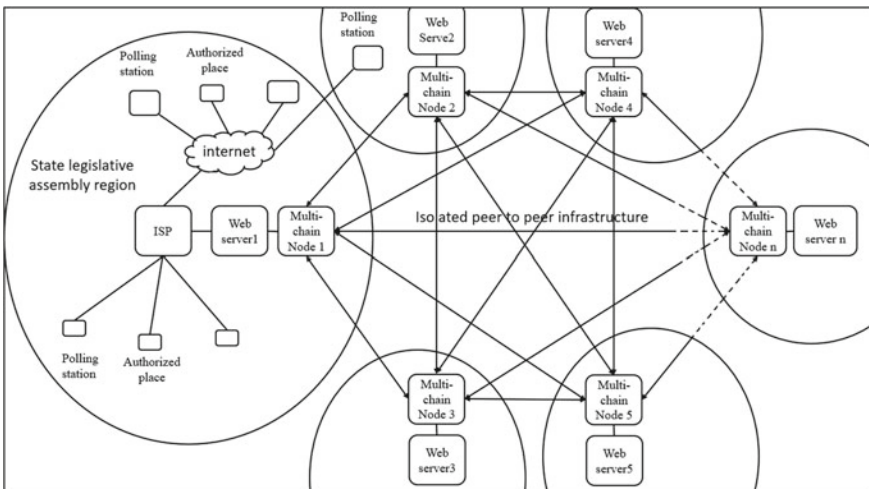 Polling
station
Authorized
place
internet
State legislative
assembly region
ISP
Web
server1
Multi-
chain
Node 1
Polling
station
Authorized
place
Polling
station
Web
Serve2
Multi-
chain
Node 2
Web
server4
Multi-
chain
Node 4
Isolated peer to peer infrastructure
Multi-
chain
Node n
Web
server n
Multi-
chain
Node 3
Web
server3
Multi-
chain
Node 5
Web
server5